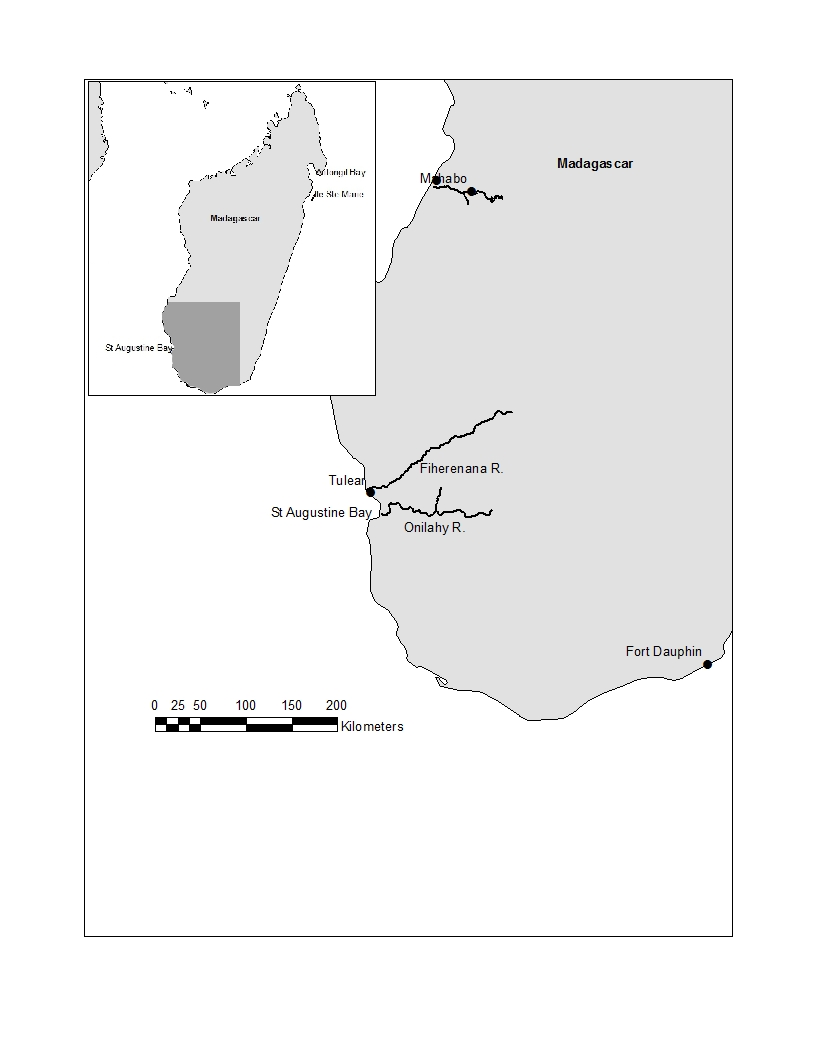 Antongil Bay
Ile Ste Marie
Madagascar
St Augustine Bay
Madagascar
Mahabo
Fiherenana R.
Tulear
St Augustine Bay
Onilahy R.
Fort Dauphin
0 25 50 100 150 200
Kilometers